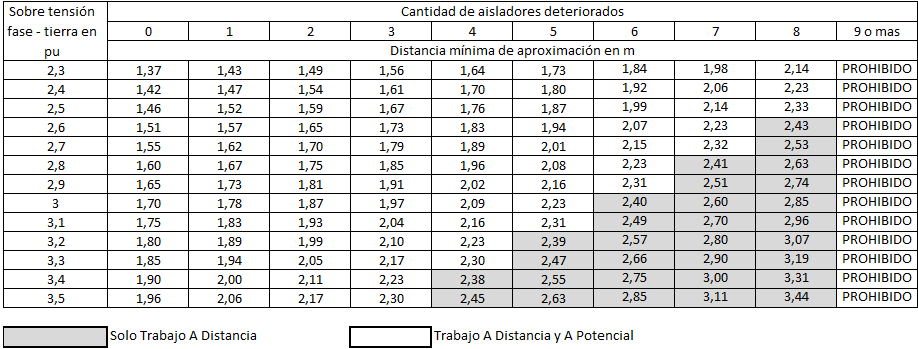 Sobre tensión fase - tierra en pu
Cantidad de aisladores deteriorados
0 1 2 3 4 5 6 7 8 9 o mas
Distancia mínima de aproximación en m
2,3 1,37 1,43 1,49 1,56 1,64 1,73 1,84 1,98 2,14 PROHIBIDO
2,4 1,42 1,47 1,54 1,61 1,70 1,80 1,92 2,06 2,23 PROHIBIDO
2,5 1,46 1,52 1,59 1,67 1,76 1,87 1,99 2,14 2,33 PROHIBIDO
2,6 1,51 1,57 1,65 1,73 1,83 1,94 2,07 2,23 2,43 PROHIBIDO
2,7 1,55 1,62 1,70 1,79 1,89 2,01 2,15 2,32 2,53 PROHIBIDO
2,8 1,60 1,67 1,75 1,85 1,96 2,08 2,23 2,41 2,63 PROHIBIDO
2,9 1,65 1,73 1,81 1,91 2,02 2,16 2,31 2,51 2,74 PROHIBIDO
3 1,70 1,78 1,87 1,97 2,09 2,23 2,40 2,60 2,85 PROHIBIDO
3,1 1,75 1,83 1,93 2,04 2,16 2,31 2,49 2,70 2,96 PROHIBIDO
3,2 1,80 1,89 1,99 2,10 2,23 2,39 2,57 2,80 3,07 PROHIBIDO
3,3 1,85 1,94 2,05 2,17 2,30 2,47 2,66 2,90 3,19 PROHIBIDO
3,4 1,90 2,00 2,11 2,23 2,38 2,55 2,75 3,00 3,31 PROHIBIDO
3,5 1,96 2,06 2,17 2,30 2,45 2,63 2,85 3,11 3,44 PROHIBIDO
Solo Trabajo A Distancia
Trabajo A Distancia y A Potencial